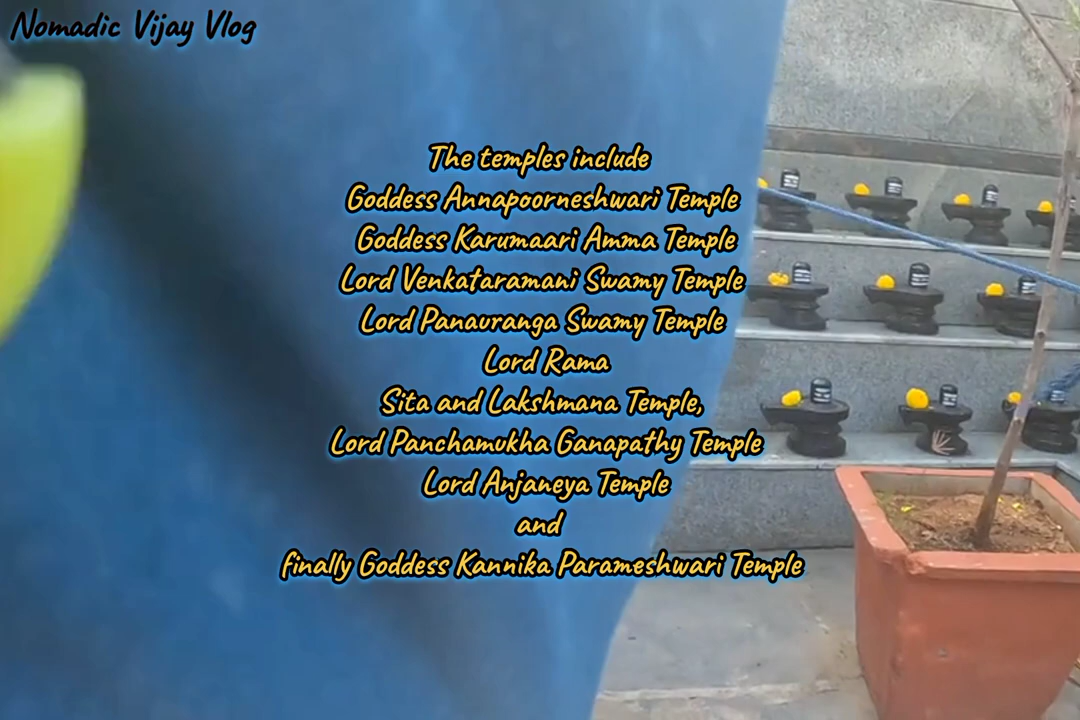 Nomadic Vijay Vlog
The temples include
Goddess Annapoorneshwari Temple
Goddess Karumaari Amma Temple
Lord Venkataramani Swamy Temple
Lord Panauranga Swamy Temple
Lord Rama
Sita and Lakshmana Temple,
Lord Panchamukha Ganapathy Temple
Lord Anjaneya Temple
and
finally Goddess Kannika Parameshwari Temple